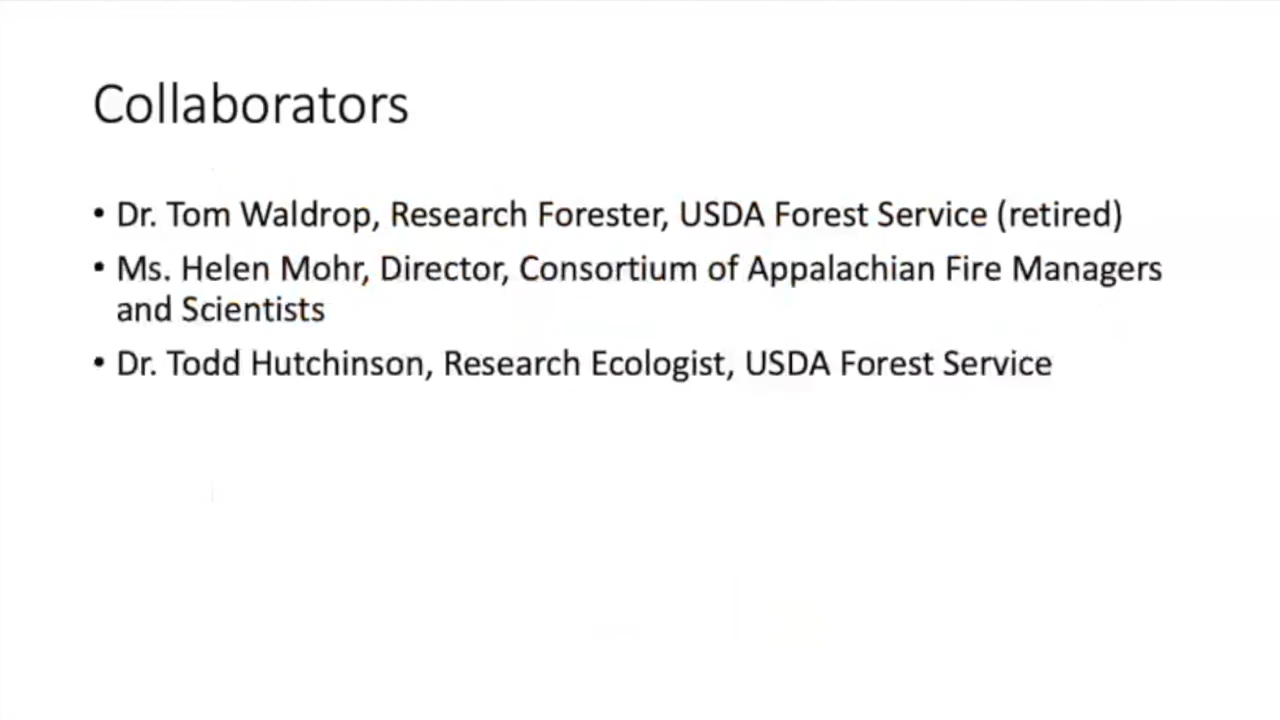 Collaborators
• Dr. Tom Waldrop, Research Forester, USDA Forest Service (retired)
• Ms. Helen Mohr, Director, Consortium of Appalachian Fire Managers
and Scientists
• Dr. Todd Hutchinson, Research Ecologist, USDA Forest Service